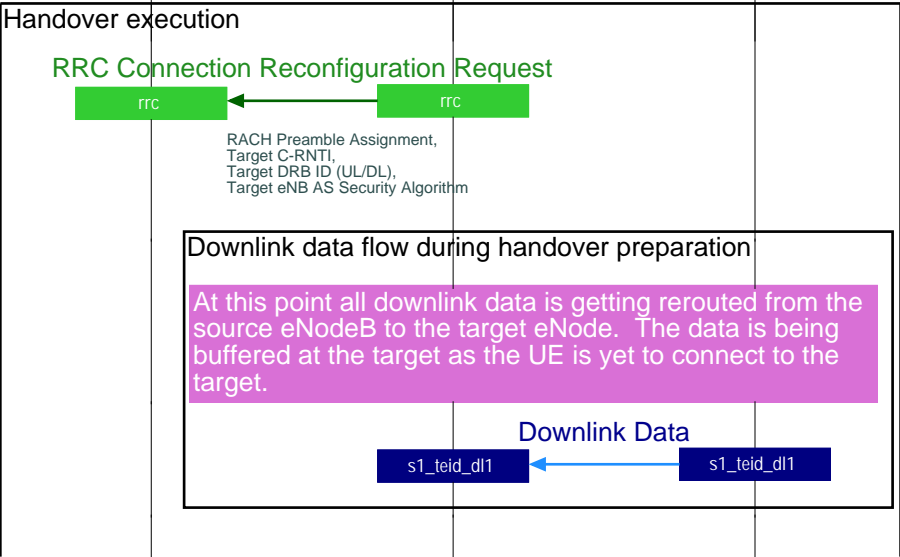 Handover execution
RRC Connection Reconfiguration Request
rrc
rrc
RACH Preamble Assignment,
Target C-RNTI,
Target DRB ID (UL/DL),
Target eNB AS Security Algorithm
Downlink data flow during handover preparation
At this point all downlink data is getting rerouted from the
source eNodeB to the target eNode.  The data is being
buffered at the target as the UE is yet to connect to the
target.
Downlink Data
s1_teid_dl1
s1_teid_dl1